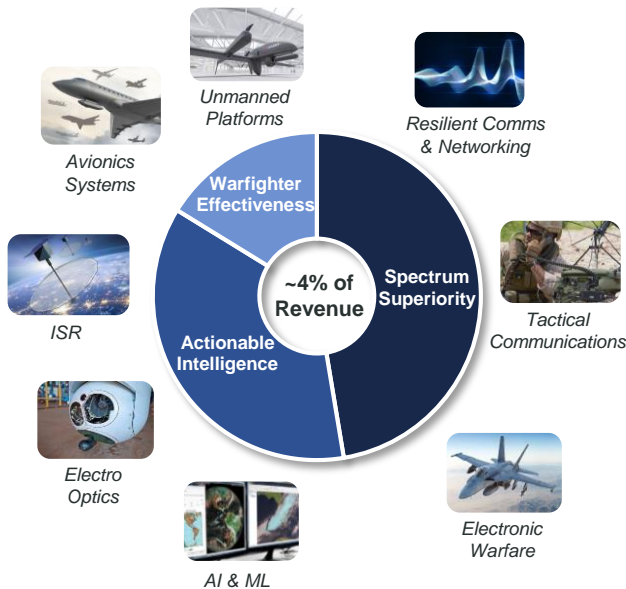 Unmanned
Platforms
Resilient Comms
& Networking
Avionics
Systems
Warfighter
Effectiveness
~4% of
Revenue
Spectrum
Superiority
Tactical
Communications
ISR
Actionable
Intelligence
Electro
Optics
Electronic
Warfare
AI & ML